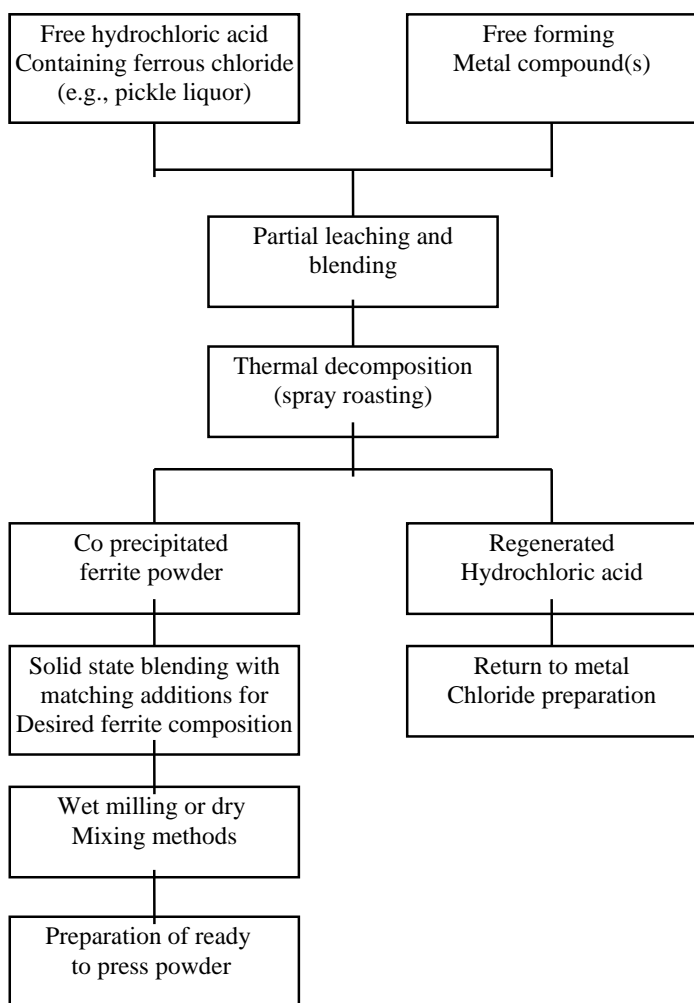 Free hydrochloric acid
Containing ferrous chloride
(e.g., pickle liquor)
Free forming
Metal compound(s)
Partial leaching and
blending
Thermal decomposition
(spray roasting)
Co precipitated
ferrite powder
Regenerated
Hydrochloric acid
Solid state blending with
matching additions for
Desired ferrite composition
Return to metal
Chloride preparation
Wet milling or dry
Mixing methods
Preparation of ready
to press powder